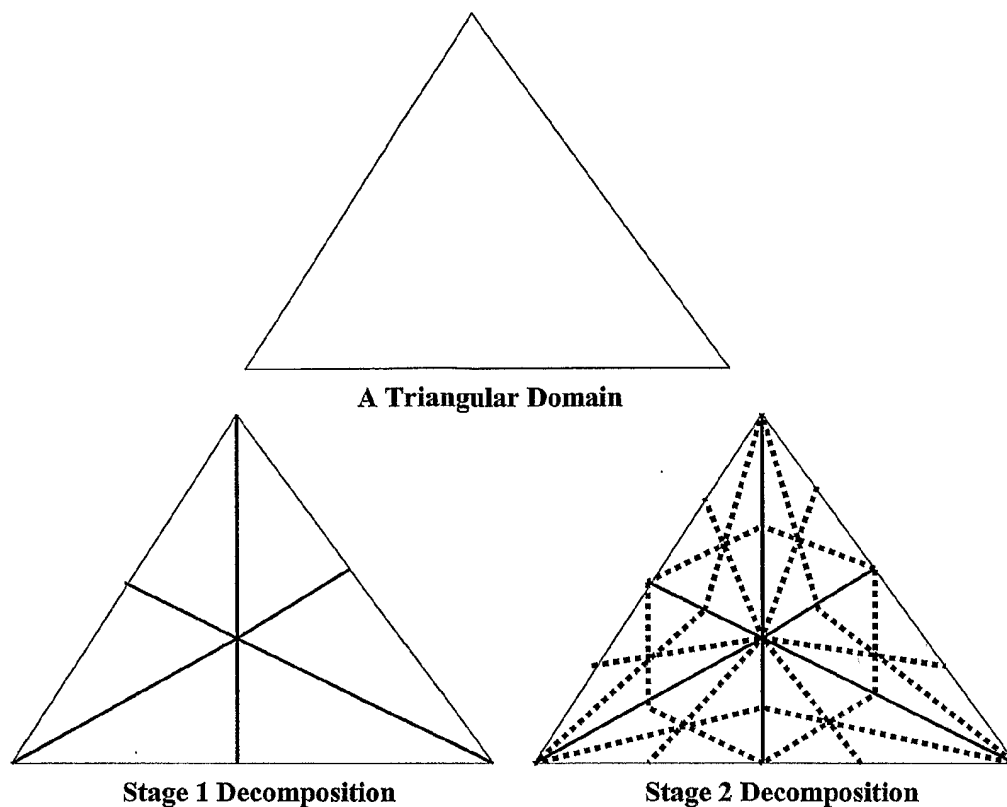 A Triangular Domain
Stage 1 Decomposition
Stage 2 Decomposition